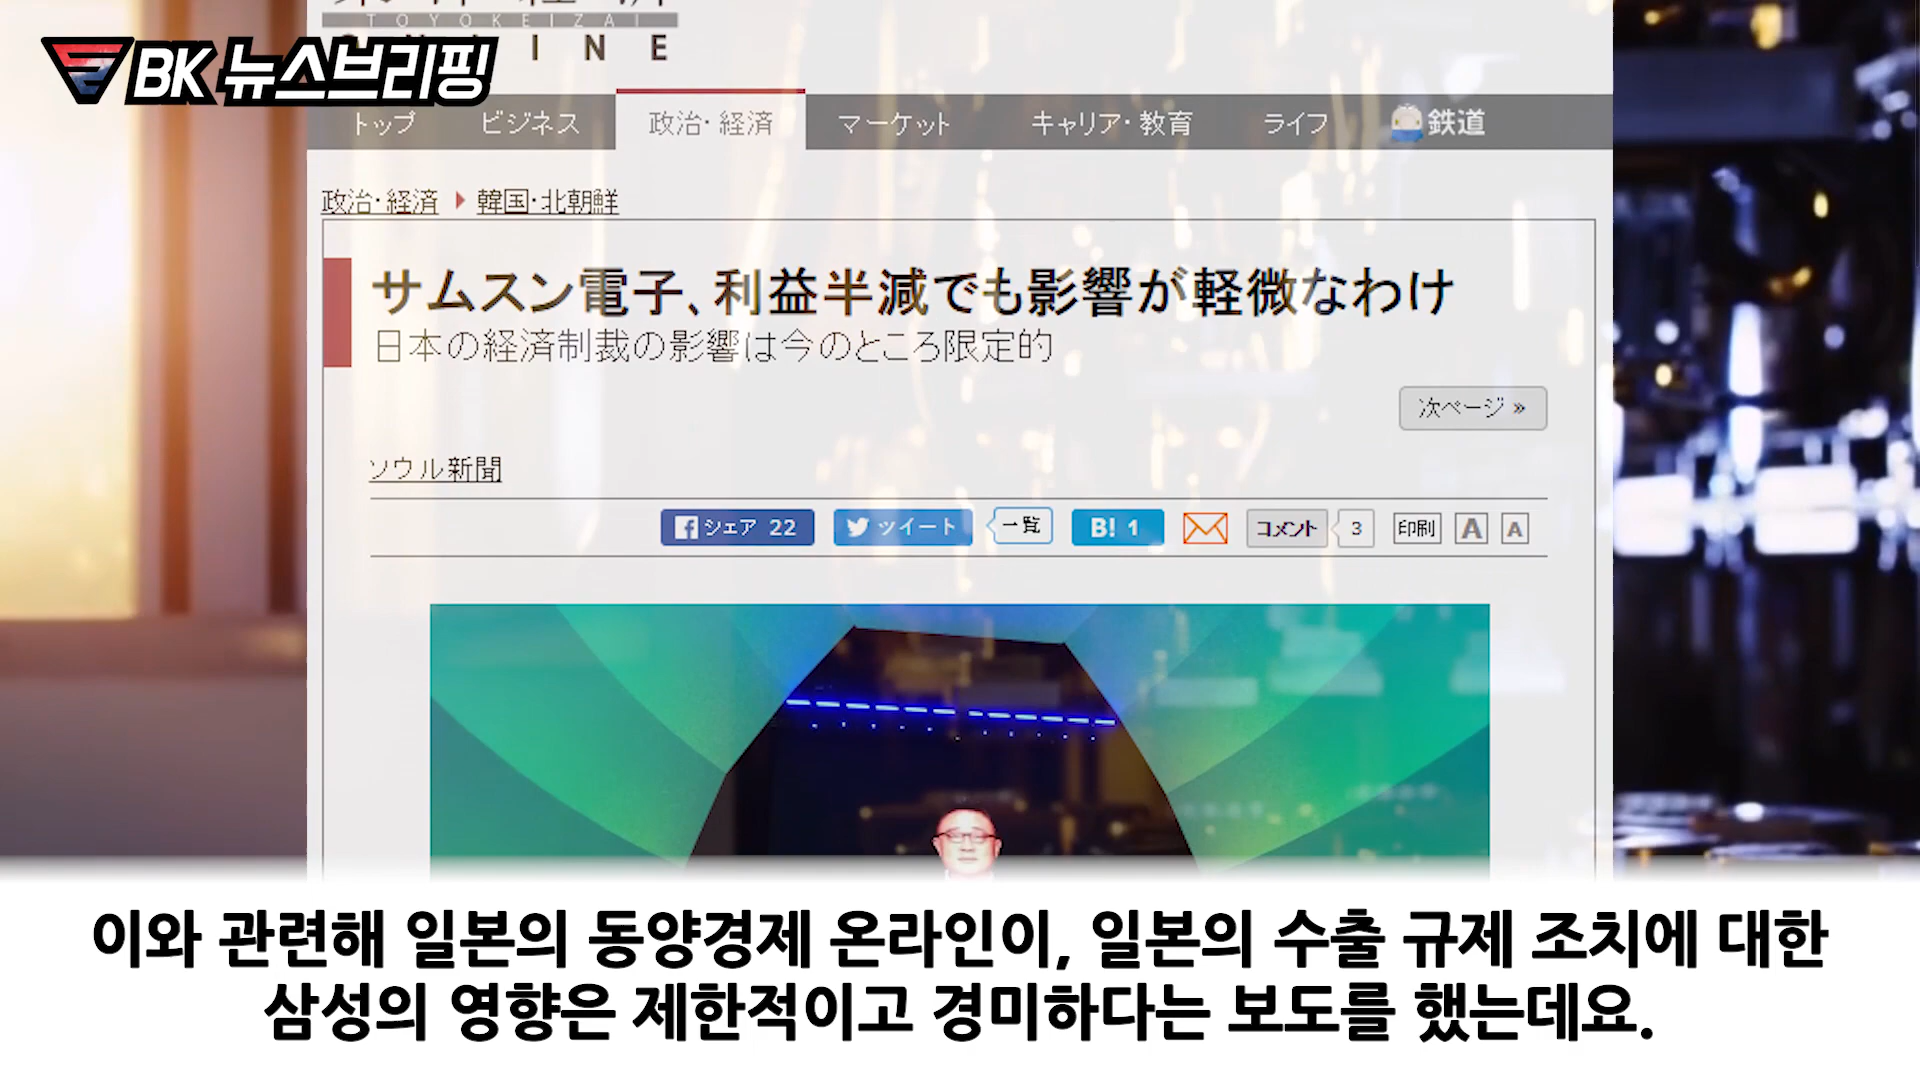 TOYOKEIZAI
BK 뉴스브리핑
トップ ビジネス 政治・経済 マーケット キャリア・教育 ライフ 鉄道
政治・経済 韓国・北朝鮮
サムスン電子、利益半減でも影響が軽微なわけ
日本の経済制裁の影響は今のところ限定的
次ページ »
ソウル新聞
シェア 22 ツイート 一覧 B! 1 コメント 3 印刷 A A
이와 관련해 일본의 동양경제 온라인이, 일본의 수출 규제 조치에 대한
삼성의 영향은 제한적이고 경미하다는 보도를 했는데요.